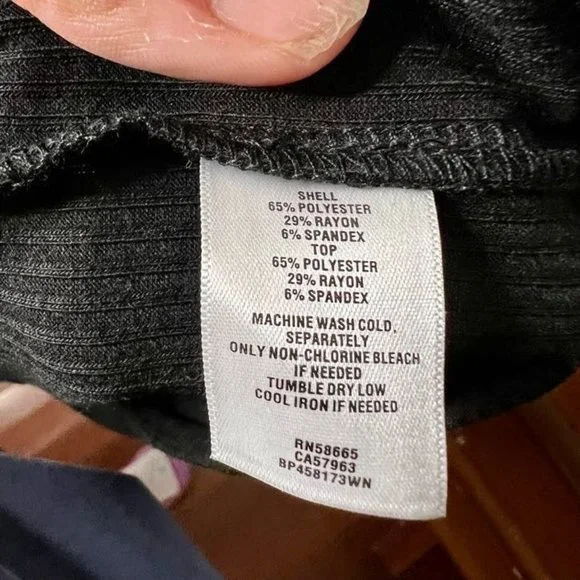 SHELL
65% POLYESTER
29% RAYON
6% SPANDEX
TOP
65% POLYESTER
29% RAYON
6% SPANDEX
MACHINE WASH COLD,
SEPARATELY
ONLY NON-CHLORINE BLEACH
IF NEEDED
TUMBLE DRY LOW
COOL IRON IF NEEDED
RN58665
CA57963
BP458173WN